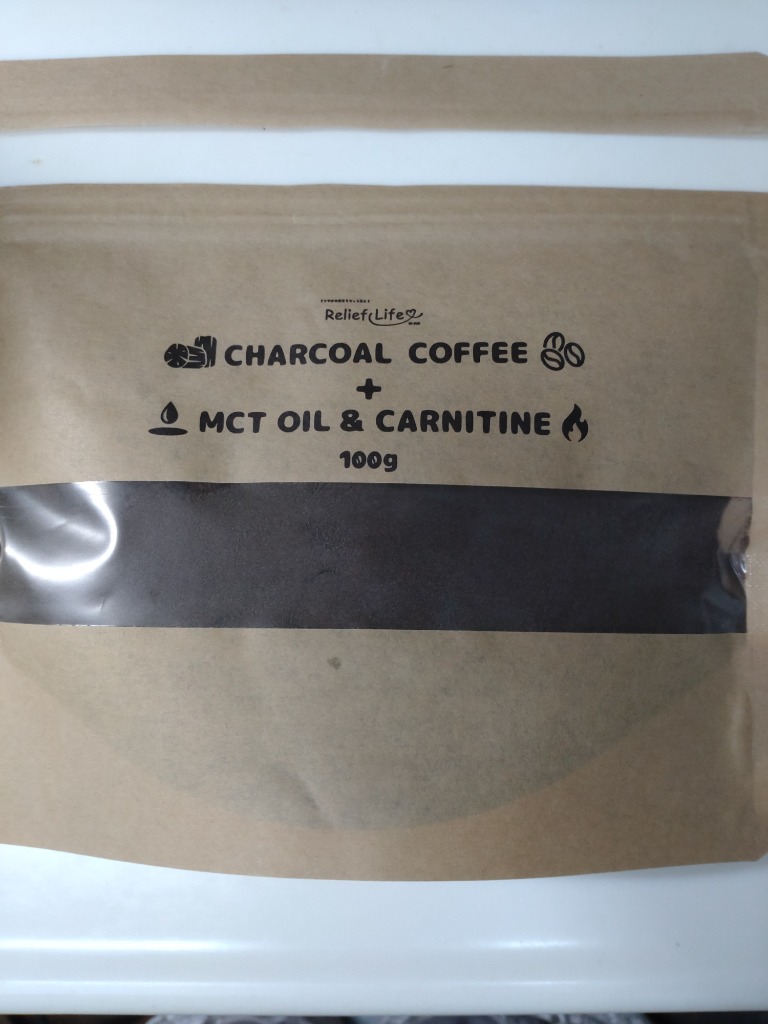 Relief Life
CHARCOAL COFFEE
+
MCT OIL & CARNITINE
100g